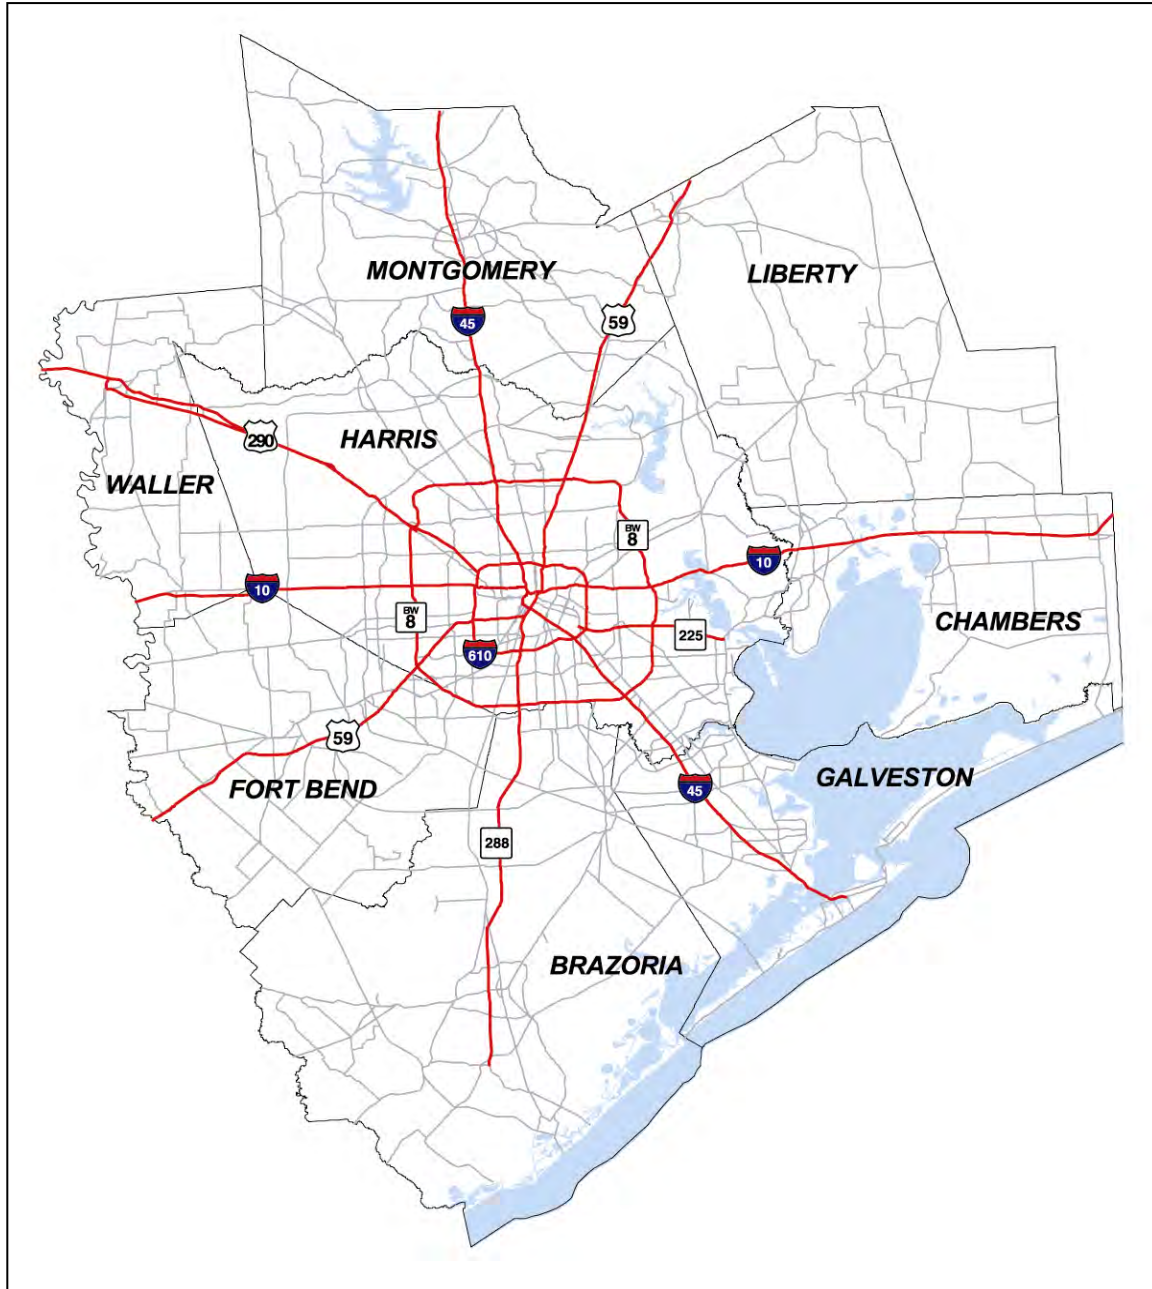 MONTGOMERY
LIBERTY
45
59
290
HARRIS
WALLER
BW
8
10
10
BW
8
CHAMBERS
225
610
59
GALVESTON
FORT BEND
45
288
BRAZORIA